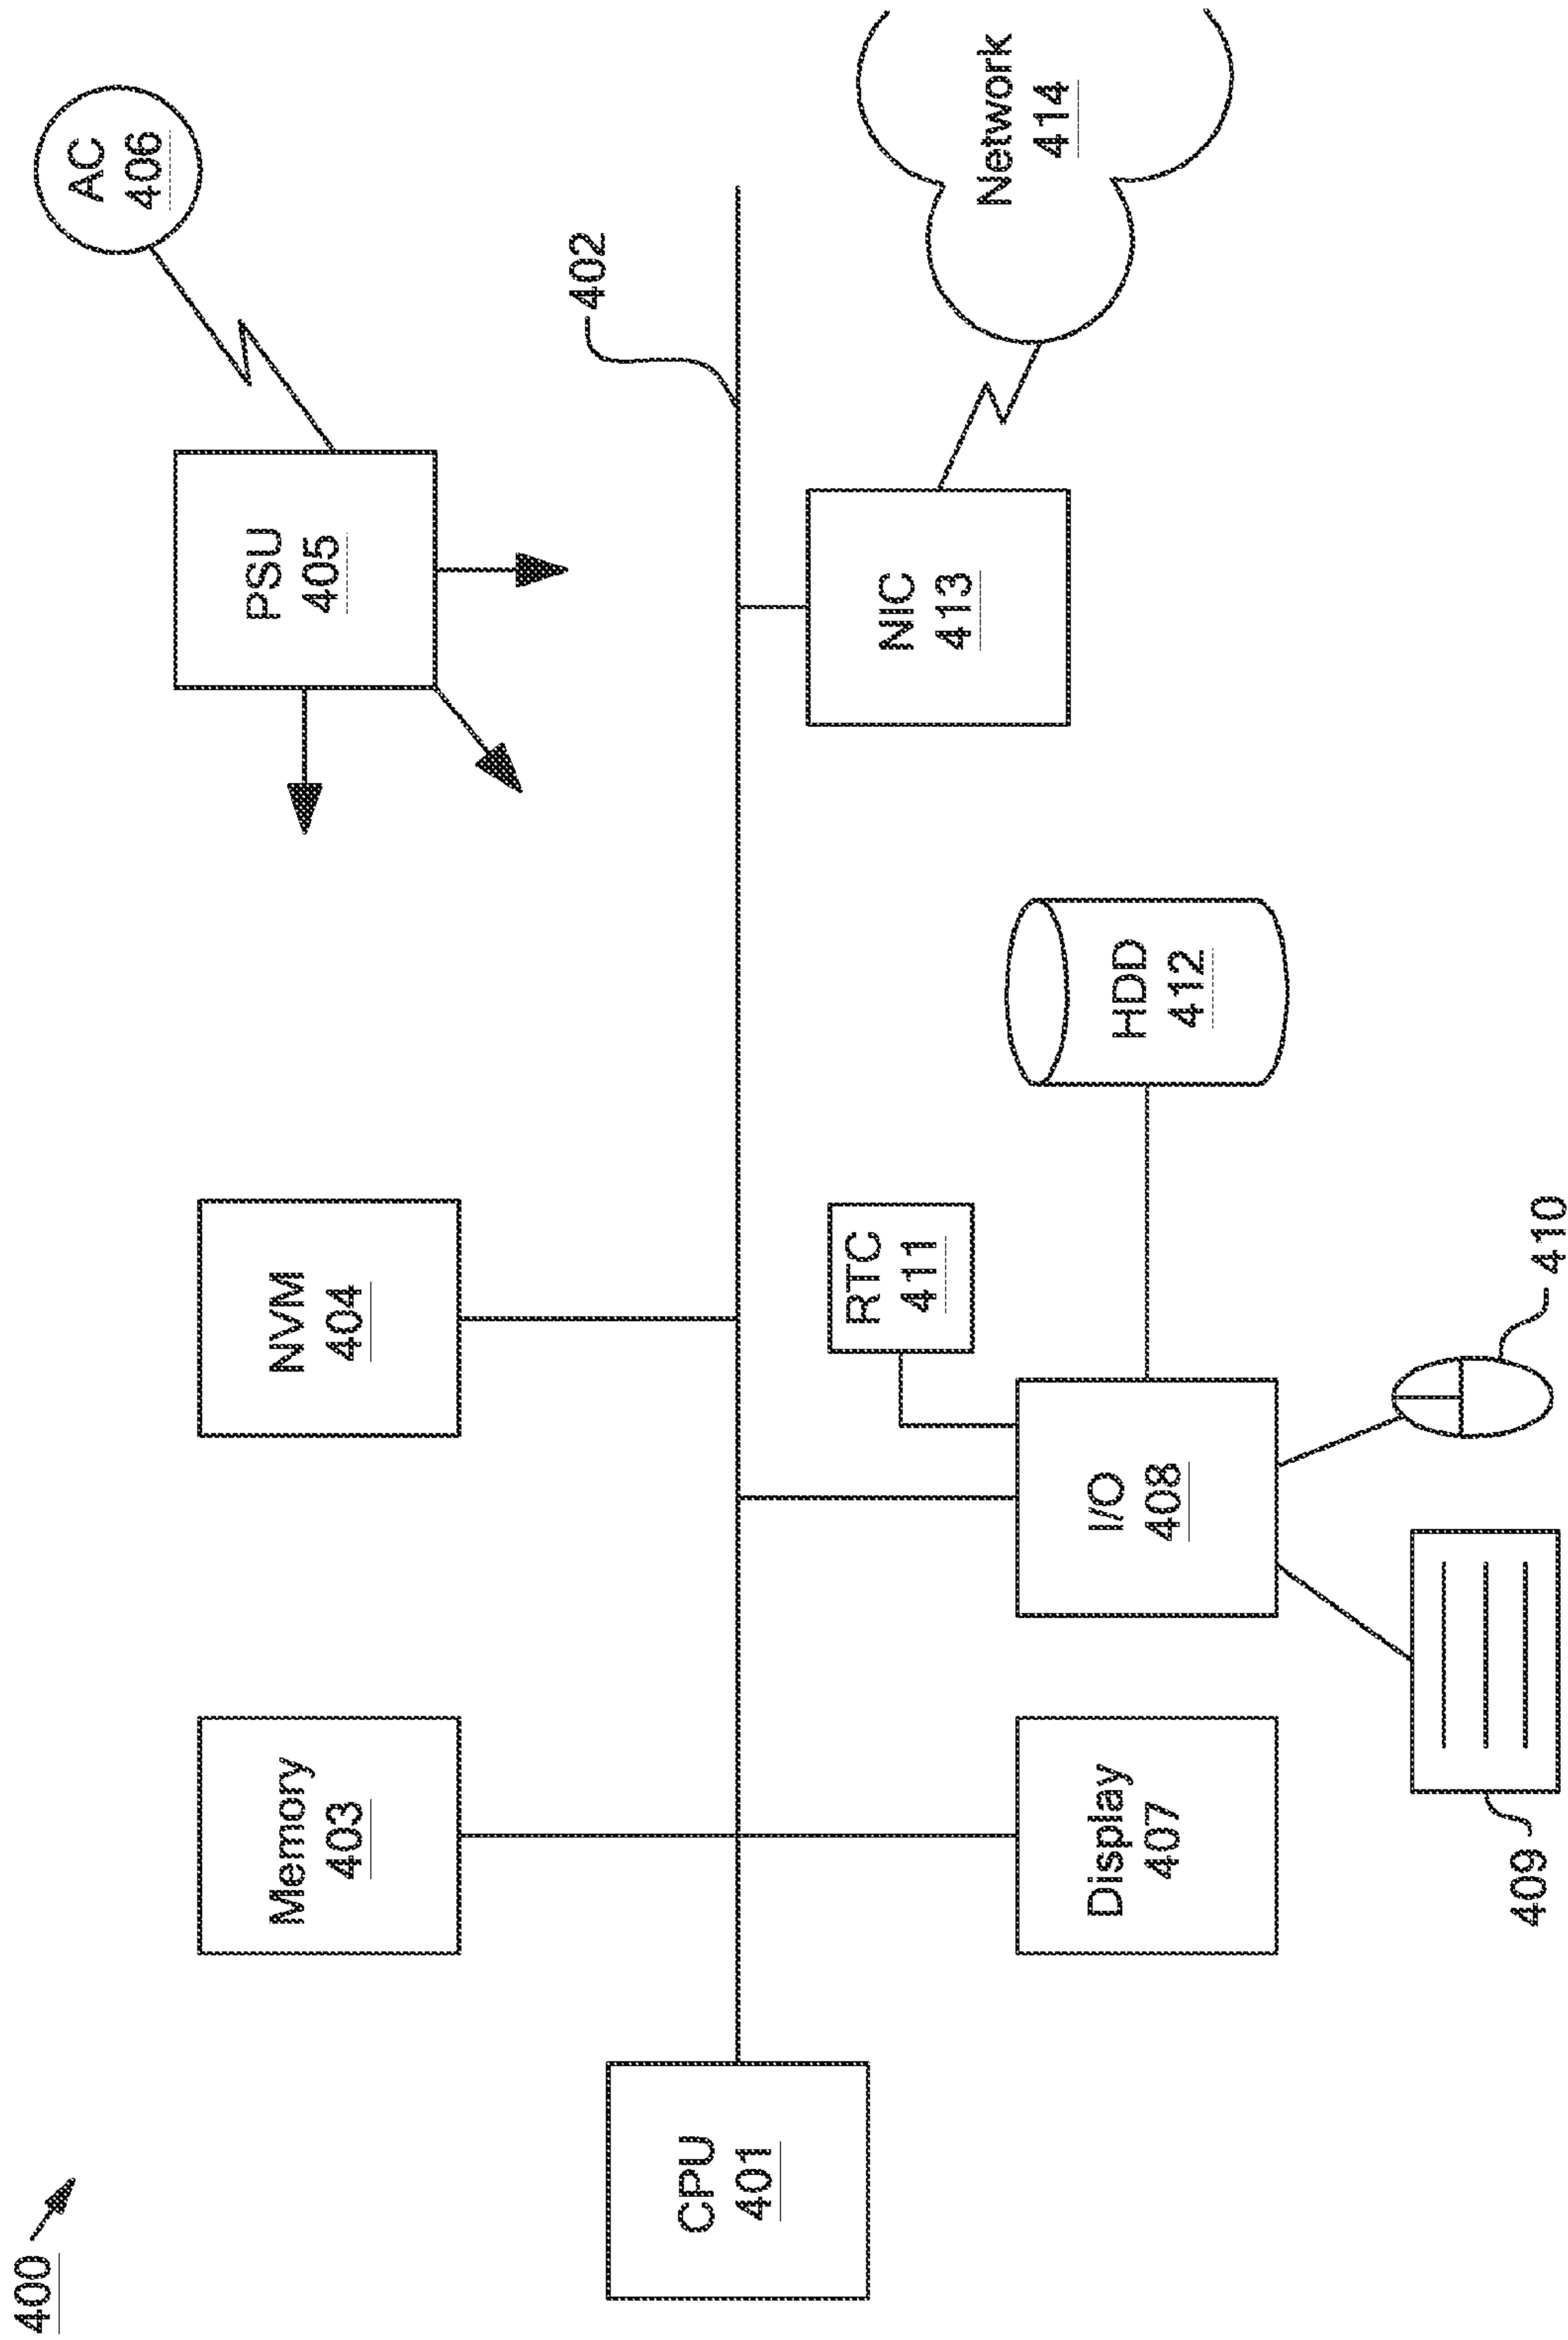 400
AC
406
PSU
405
402
Memory
403
NVM
404
CPU
401
NIC
413
Network
414
RTC
411
Display
407
I/O
408
HDD
412
409
410